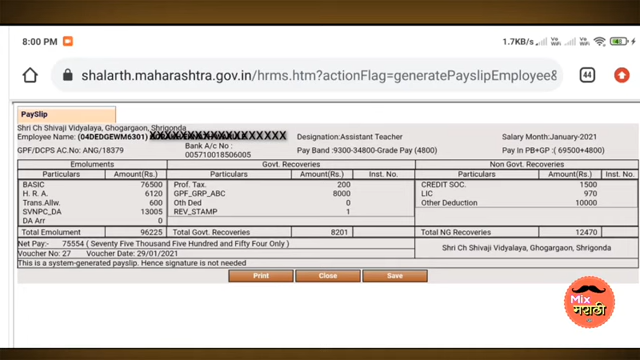 8:00 PM 1.7KB/s
shalarth.maharashtra.gov.in/hrms.htm?actionFlag=generatePayslipEmployee& 44
PaySlip
Shri Ch Shivaji Vidyalaya, Ghogargaon, Shrigonda
Employee Name: (04DEDGEWM6301) Designation:Assistant Teacher Salary Month:January-2021
GPF/DCPS AC.No: ANG/18379 Bank A/c No: 005710018506005 Pay Band :9300-34800-Grade Pay (4800) Pay In PB+GP :( 69500+4800)
Emoluments Govt. Recoveries Non Govt. Recoveries
Particulars Amount(Rs.) Particulars Amount(Rs.) Inst. No. Particulars Amount(Rs.) Inst. No.
BASIC 76500 Prof. Tax. 200 CREDIT SOC. 1500
H. R. A. 6120 GPF_GRP_ABC 8000 LIC 970
Trans.Allw. 600 Oth Ded 0 Other Deduction 10000
SVNPC_DA 13005 REV_STAMP 1
DA Arr 0
Total Emolument 96225 Total Govt. Recoveries 8201 Total NG Recoveries 12470
Net Pay: 75554 ( Seventy Five Thousand Five Hundred and Fifty Four Only )
Voucher No: 27 Voucher Date: 29/01/2021 Shri Ch Shivaji Vidyalaya, Ghogargaon, Shrigonda
This is a system-generated payslip. Hence signature is not needed
Print Close Save
Mix
मराठी